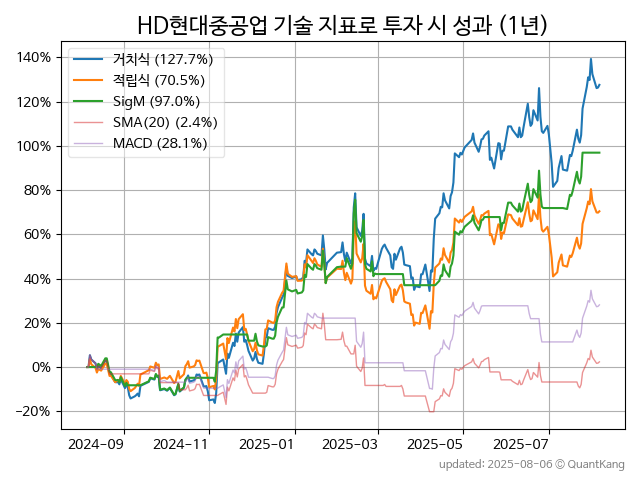 HD현대중공업 기술 지표로 투자 시 성과 (1년)
거치식 (127.7%)
적립식 (70.5%)
SigM (97.0%)
SMA(20) (2.4%)
MACD (28.1%)
140%
120%
100%
80%
60%
40%
20%
0%
−20%
2024-09
2024-11
2025-01
2025-03
2025-05
2025-07
updated: 2025-08-06 © QuantKang